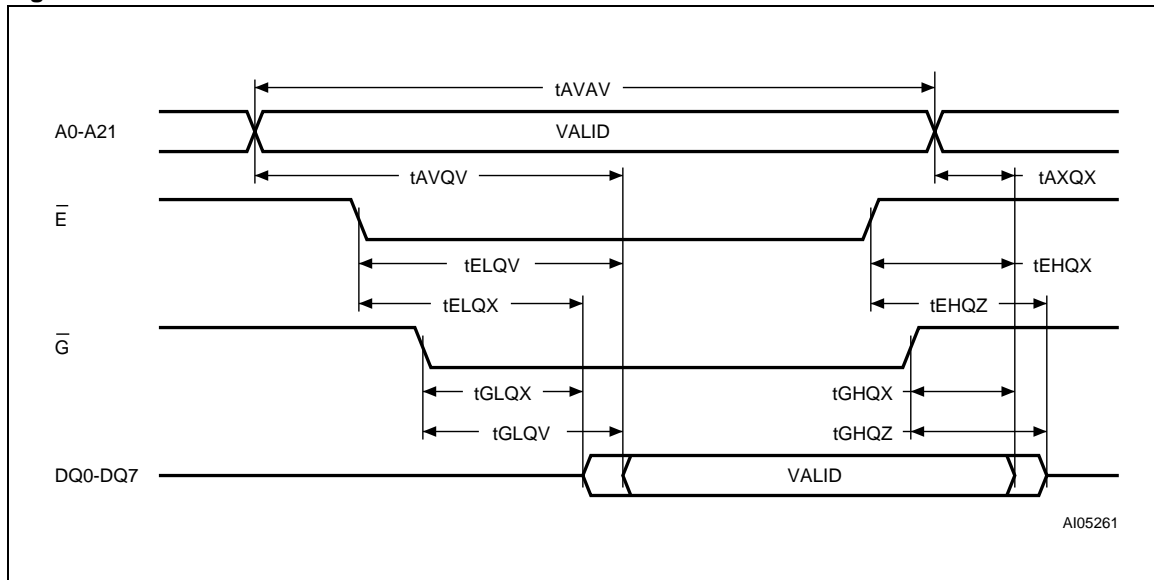 tAVAV
A0-A21
VALID
tAVQV
tAXQX
E
tELQV
tEHQX
tELQX
tEHQZ
G
tGLQX
tGHQX
tGLQV
tGHQZ
DQ0-DQ7
VALID
AI05261